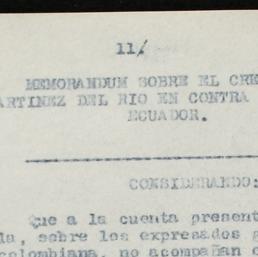 11/
MEMORANDUM SOBRE EL CRE
ARTINEZ DEL RIO EN CONTRA
ECUADOR.
CONSIDERANDO:
Que a la cuenta present
da, sobre los expresados
colombiana, no acompañan